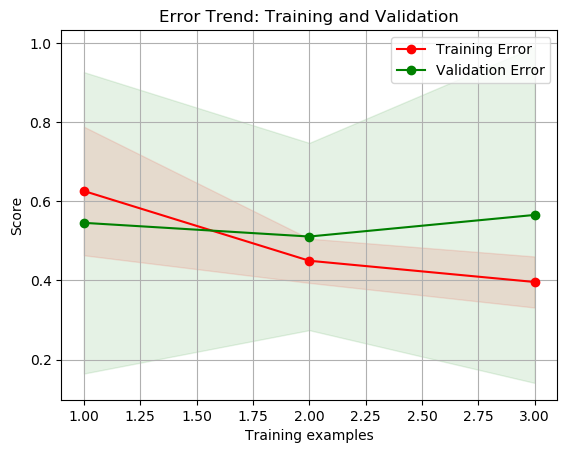 Error Trend: Training and Validation
Training Error
Validation Error
Score
1.0
0.8
0.6
0.4
0.2
1.00 1.25 1.50 1.75 2.00 2.25 2.50 2.75 3.00
Training examples